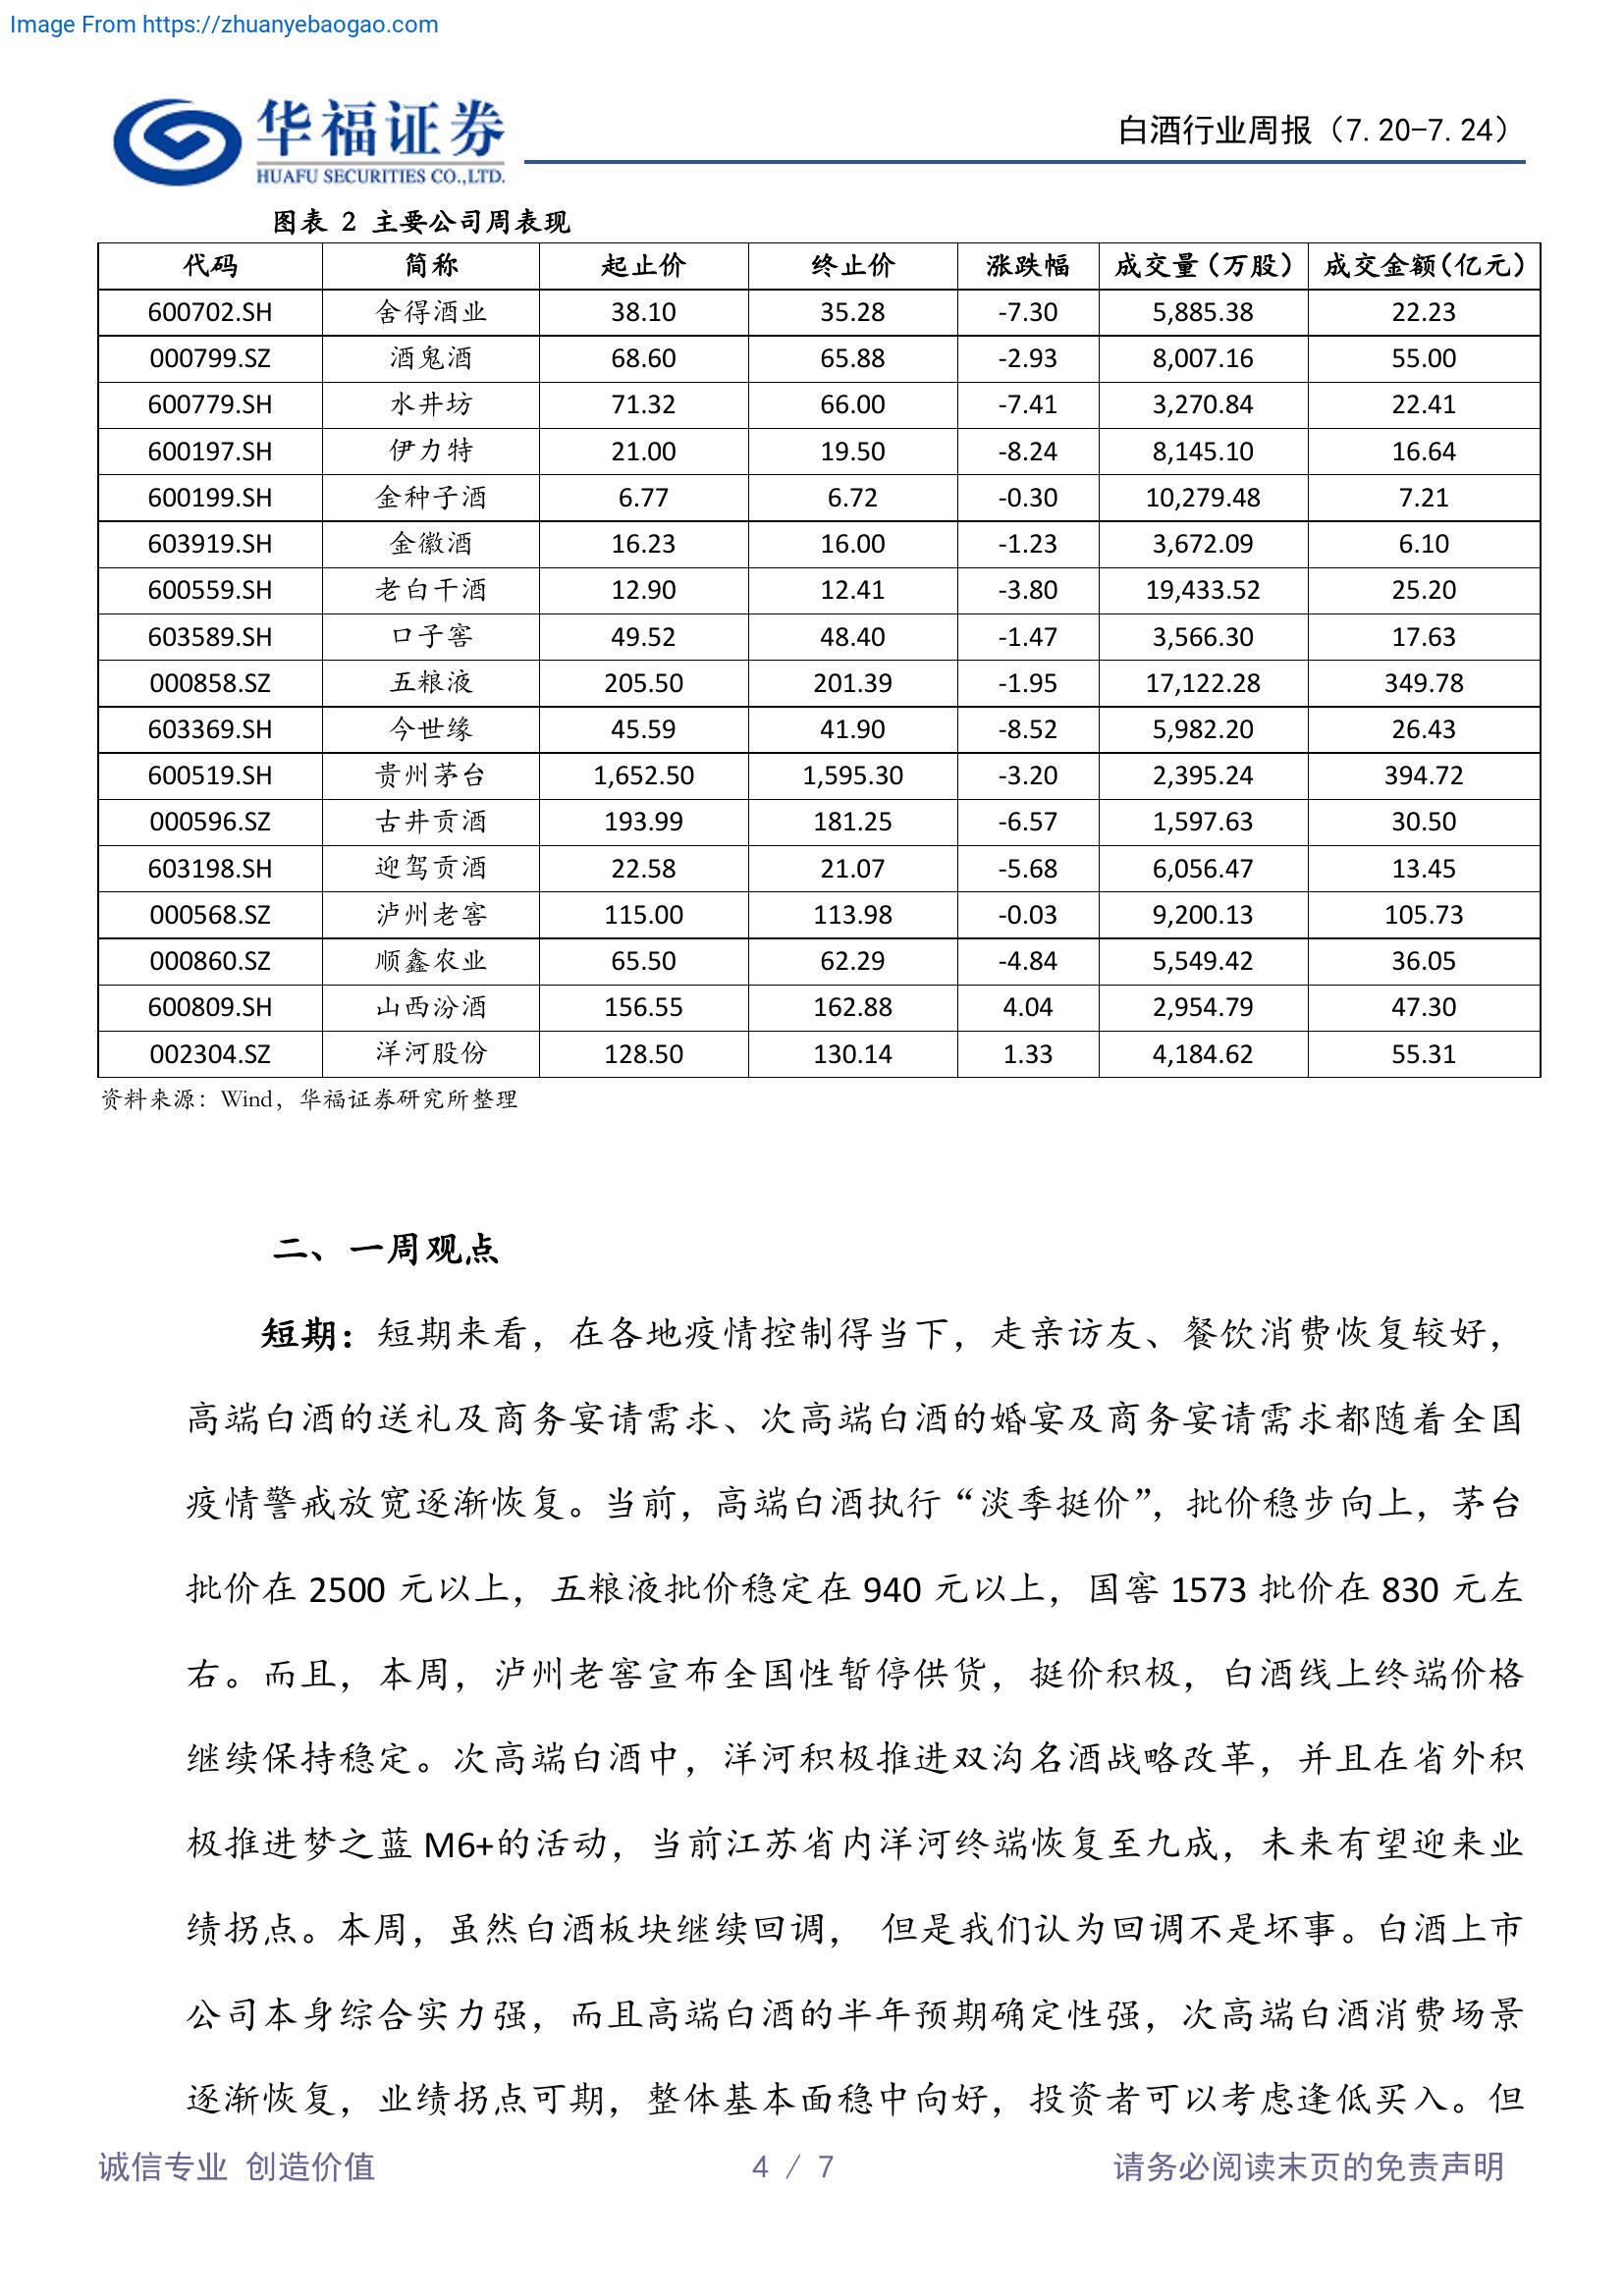 Image From https://zhuanyebaogao.com
华福证券
HUAFU SECURITIES CO.,LTD.
白酒行业周报（7.20-7.24）
图表 2 主要公司周表现
代码 简称 起止价 终止价 涨跌幅 成交量（万股） 成交金额（亿元）
600702.SH 舍得酒业 38.10 35.28 -7.30 5,885.38 22.23
000799.SZ 酒鬼酒 68.60 65.88 -2.93 8,007.16 55.00
600779.SH 水井坊 71.32 66.00 -7.41 3,270.84 22.41
600197.SH 伊力特 21.00 19.50 -8.24 8,145.10 16.64
600199.SH 金种子酒 6.77 6.72 -0.30 10,279.48 7.21
603919.SH 金徽酒 16.23 16.00 -1.23 3,672.09 6.10
600559.SH 老白干酒 12.90 12.41 -3.80 19,433.52 25.20
603589.SH 口子窖 49.52 48.40 -1.47 3,566.30 17.63
000858.SZ 五粮液 205.50 201.39 -1.95 17,122.28 349.78
603369.SH 今世缘 45.59 41.90 -8.52 5,982.20 26.43
600519.SH 贵州茅台 1,652.50 1,595.30 -3.20 2,395.24 394.72
000596.SZ 古井贡酒 193.99 181.25 -6.57 1,597.63 30.50
603198.SH 迎驾贡酒 22.58 21.07 -5.68 6,056.47 13.45
000568.SZ 泸州老窖 115.00 113.98 -0.03 9,200.13 105.73
000860.SZ 顺鑫农业 65.50 62.29 -4.84 5,549.42 36.05
600809.SH 山西汾酒 156.55 162.88 4.04 2,954.79 47.30
002304.SZ 洋河股份 128.50 130.14 1.33 4,184.62 55.31
资料来源：Wind，华福证券研究所整理
二、一周观点
短期：短期来看，在各地疫情控制得当下，走亲访友、餐饮消费恢复较好，
高端白酒的送礼及商务宴请需求、次高端白酒的婚宴及商务宴请需求都随着全国
疫情警戒放宽逐渐恢复。当前，高端白酒执行“淡季挺价”，批价稳步向上，茅台
批价在 2500 元以上，五粮液批价稳定在 940 元以上，国窖 1573 批价在 830 元左
右。而且，本周，泸州老窖宣布全国性暂停供货，挺价积极，白酒线上终端价格
继续保持稳定。次高端白酒中，洋河积极推进双沟名酒战略改革，并且在省外积
极推进梦之蓝 M6+的活动，当前江苏省内洋河终端恢复至九成，未来有望迎来业
绩拐点。本周，虽然白酒板块继续回调， 但是我们认为回调不是坏事。白酒上市
公司本身综合实力强，而且高端白酒的半年预期确定性强，次高端白酒消费场景
逐渐恢复，业绩拐点可期，整体基本面稳中向好，投资者可以考虑逢低买入。但
诚信专业 创造价值 4 / 7 请务必阅读末页的免责声明